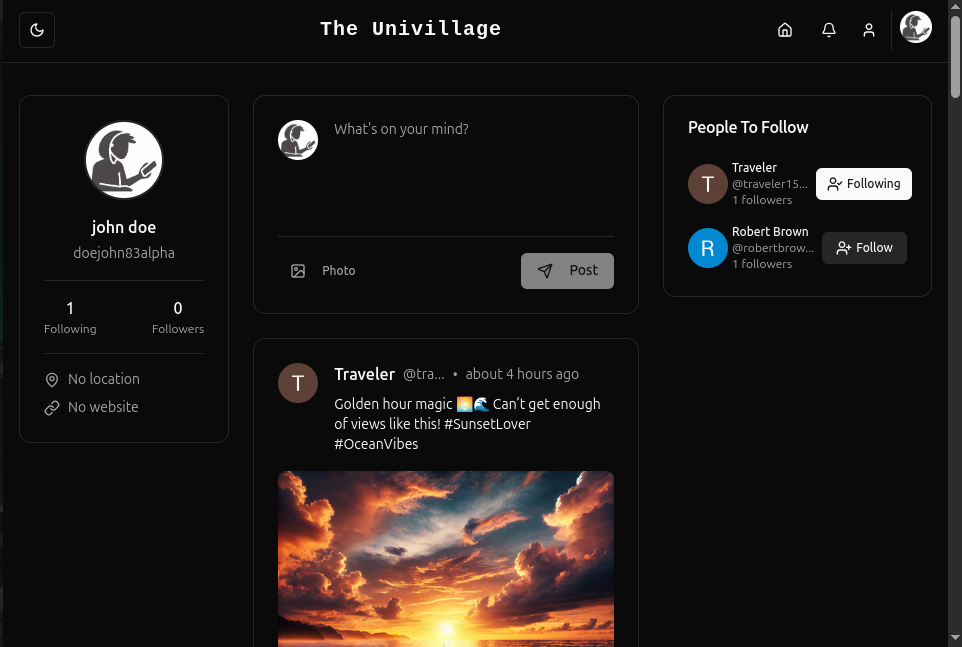 The Univillage
john doe
doejohn83alpha
1
Following
0
Followers
No location
No website
What's on your mind?
Photo
Post
T
Traveler @tra... • about 4 hours ago
Golden hour magic 🌅🌊 Can't get enough
of views like this! #SunsetLover
#OceanVibes
People To Follow
T
Traveler
@traveler15...
1 followers
Following
R
Robert Brown
@robertbrow...
1 followers
Follow